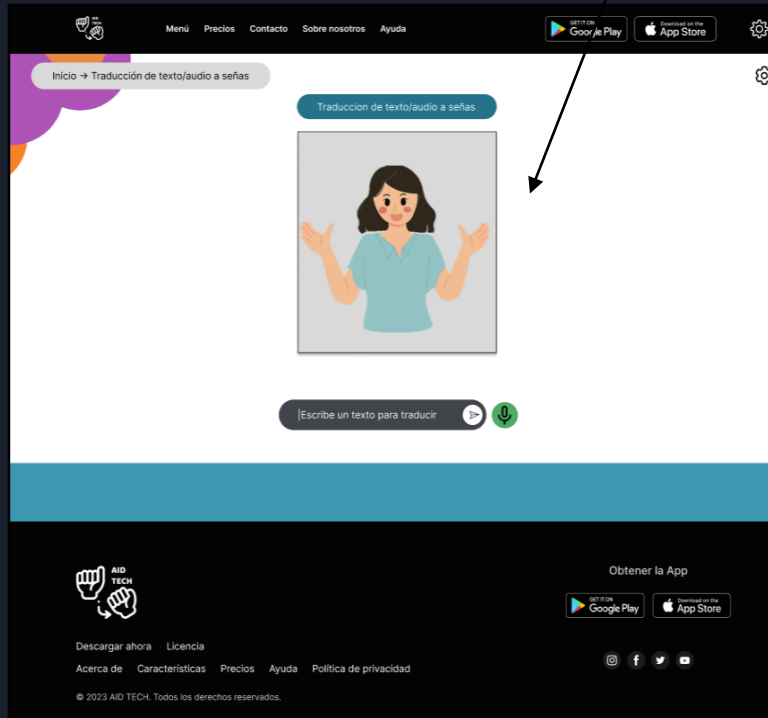 AID
TECH
Menú Precios Contacto Sobre nosotros Ayuda
GET IT ON
Google Play
Download on the
App Store
Inicio → Traducción de texto/audio a señas
Traduccion de texto/audio a señas
Escribe un texto para traducir
AID
TECH
Obtener la App
GET IT ON
Google Play
Download on the
App Store
Descargar ahora Licencia
Acerca de Características Precios Ayuda Política de privacidad
© 2023 AID TECH. Todos los derechos reservados.